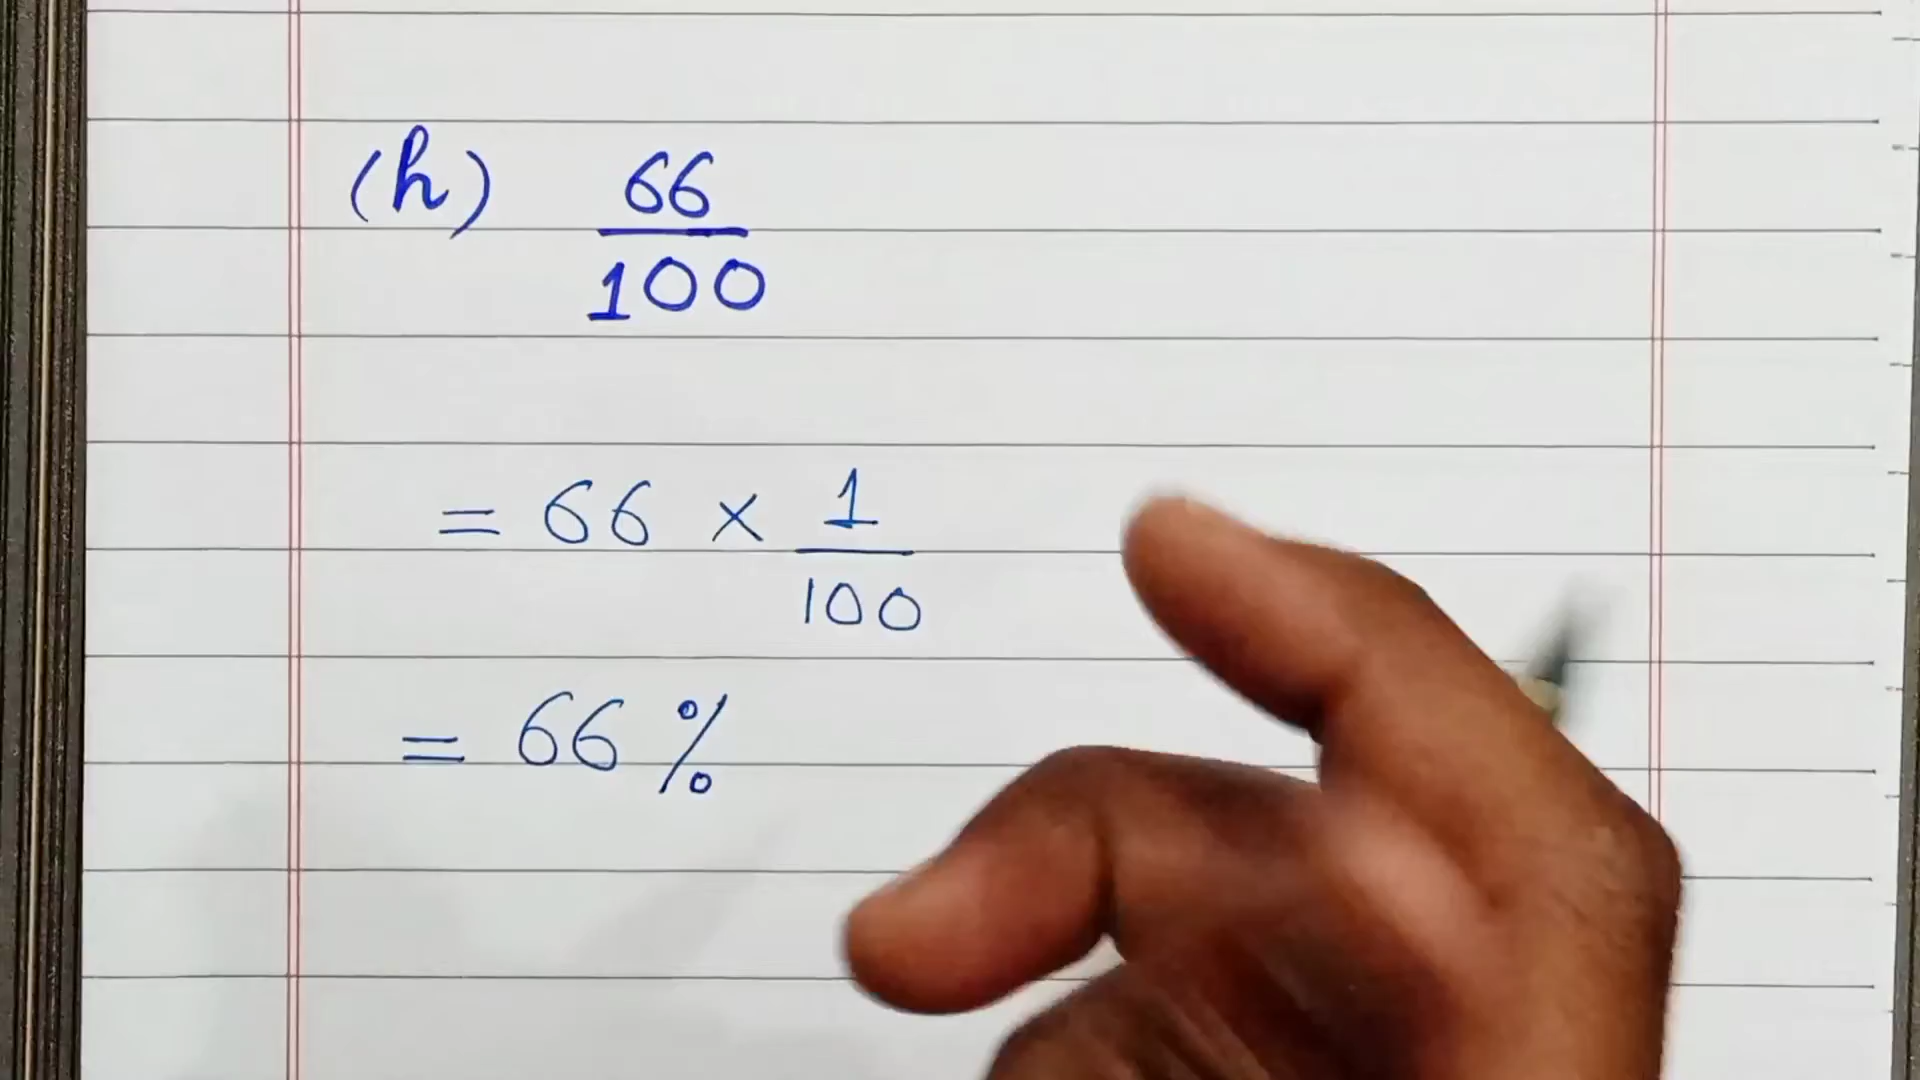 (h) 66/100
= 66 × 1/100
= 66 %